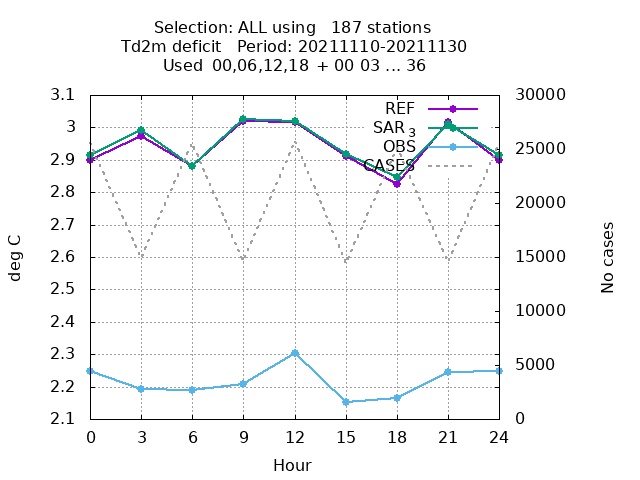 Selection: ALL using 187 stations
Td2m deficit Period: 20211110-20211130
Used 00,06,12,18 + 00 03 ... 36
3.1
3
2.9
2.8
2.7
2.6
2.5
2.4
2.3
2.2
2.1
deg C
30000
25000
20000
15000
10000
5000
0
No cases
REF
SAR3
OBS
CASES
0 3 6 9 12 15 18 21 24
Hour